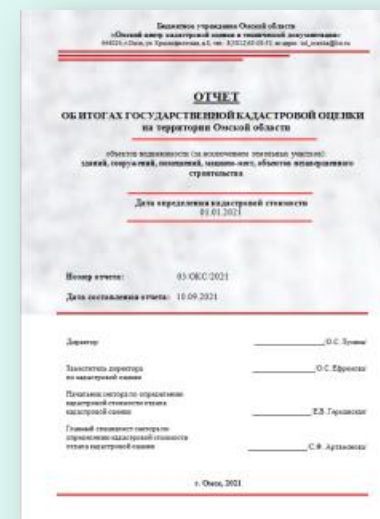 Бюджетное учреждение Омской области
«Омский центр кадастровой оценки и технической документации»
ОТЧЕТ
ОБ ИТОГАХ ГОСУДАРСТВЕННОЙ КАДАСТРОВОЙ ОЦЕНКИ
на территории Омской области
объектов недвижимости (за исключением земельных участков):
зданий, сооружений, помещений, машино-мест, объектов незавершенного
строительства
Дата определения кадастровой стоимости
01.01.2021
Номер отчета: 03-ОКС-2021
Дата составления отчета: 10.09.2021
Директор О.С.
Заместитель директора
по кадастровой оценке О.С. Ефремова
Начальник сектора по определению
кадастровой стоимости отдела
кадастровой оценки Е.В.
Главный специалист сектора по
определению кадастровой стоимости
отдела кадастровой оценки С.Ф.
г. Омск, 2021